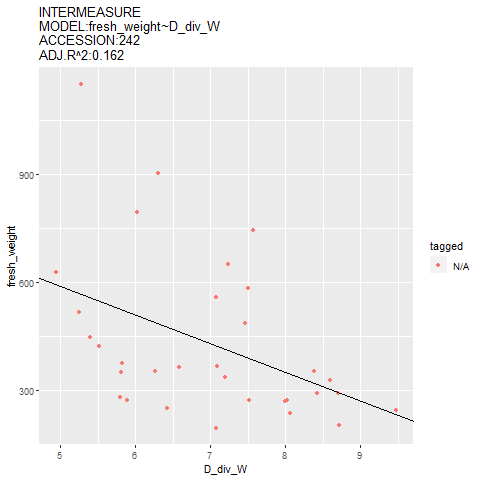 INTERMEASURE
MODEL:fresh_weight~D_div_W
ACCESSION:242
ADJ.R^2:0.162
900
600
300
fresh_weight
5 6 7 8 9
D_div_W
tagged
N/A